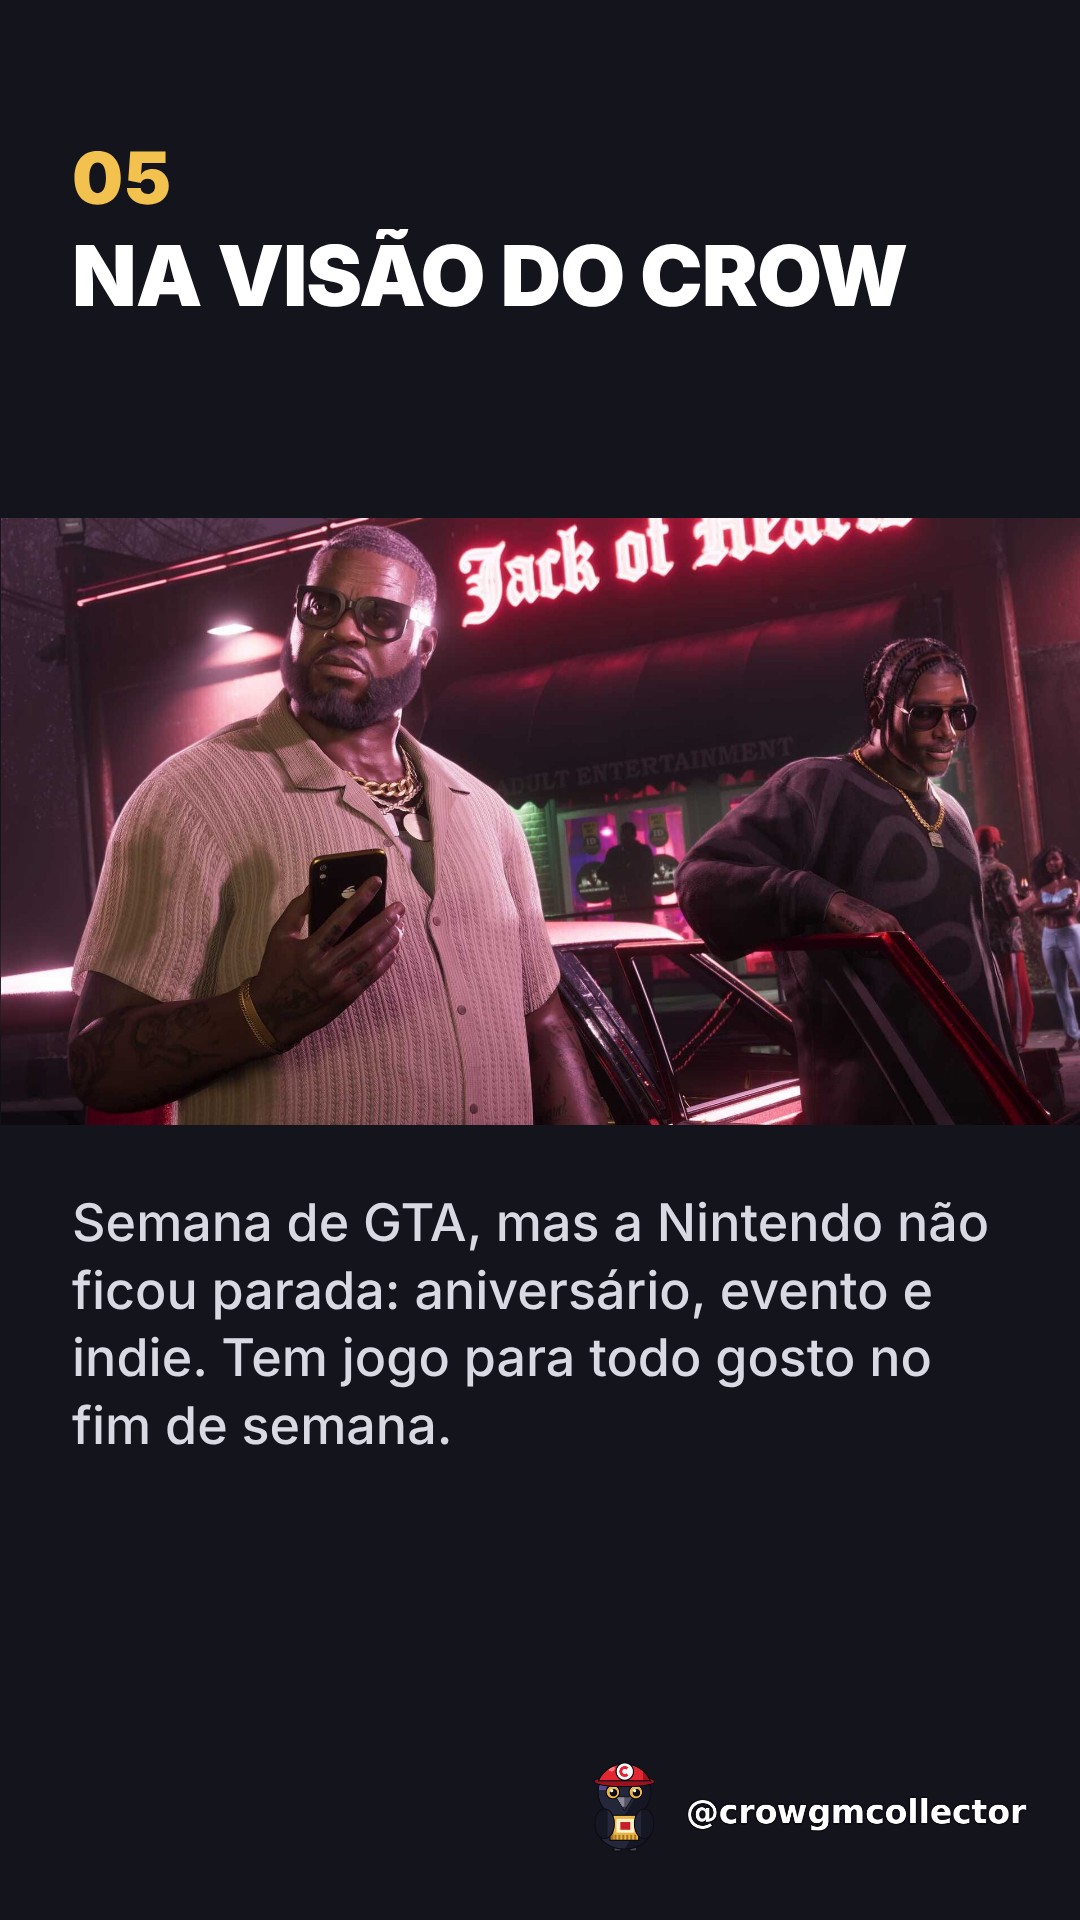 05
NA VISÃO DO CROW
Jack of Hearts
ADULT ENTERTAINMENT
Semana de GTA, mas a Nintendo não
ficou parada: aniversário, evento e
indie. Tem jogo para todo gosto no
fim de semana.
C
@crowgmcollector